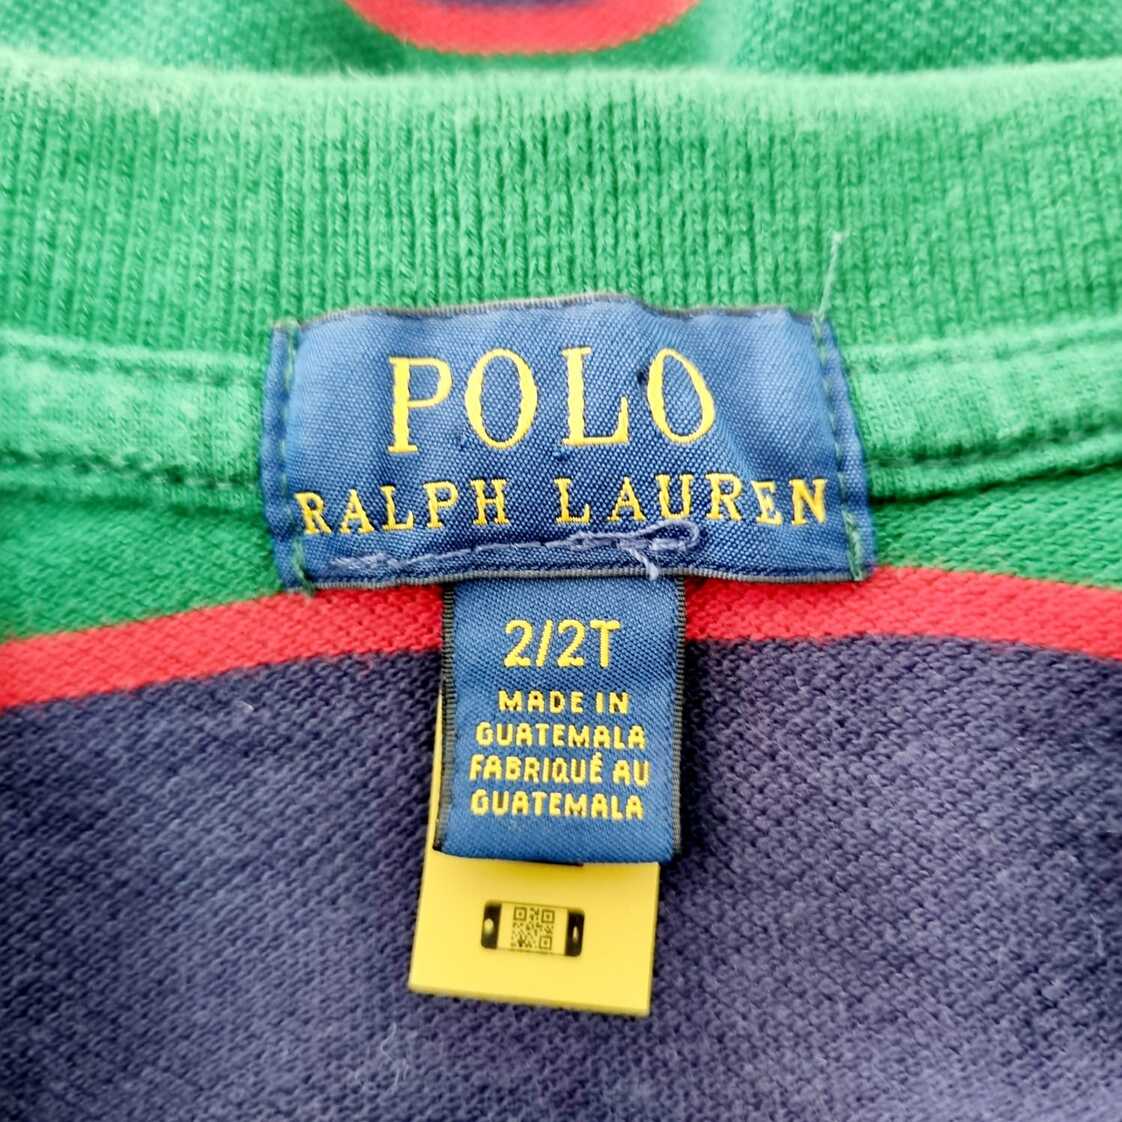 POLO
RALPH LAUREN
2/2T
MADE IN
GUATEMALA
FABRIQUÉ AU
GUATEMALA